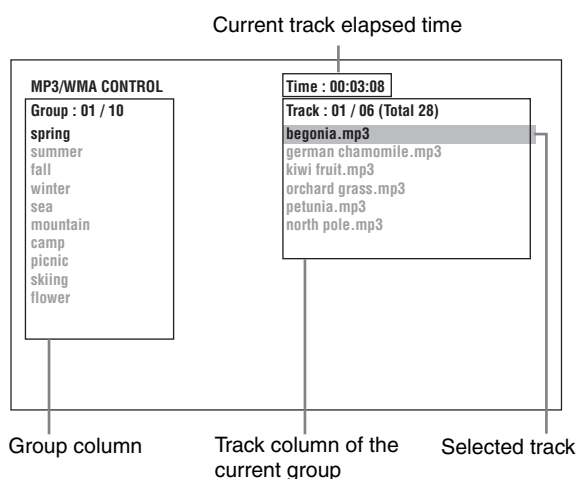 Current track elapsed time
MP3/WMA CONTROL
Time : 00:03:08
Group : 01 / 10
spring
summer
fall
winter
sea
mountain
camp
picnic
skiing
flower
Track : 01 / 06 (Total 28)
begonia.mp3
german chamomile.mp3
kiwi fruit.mp3
orchard grass.mp3
petunia.mp3
north pole.mp3
Group column
Track column of the
current group
Selected track